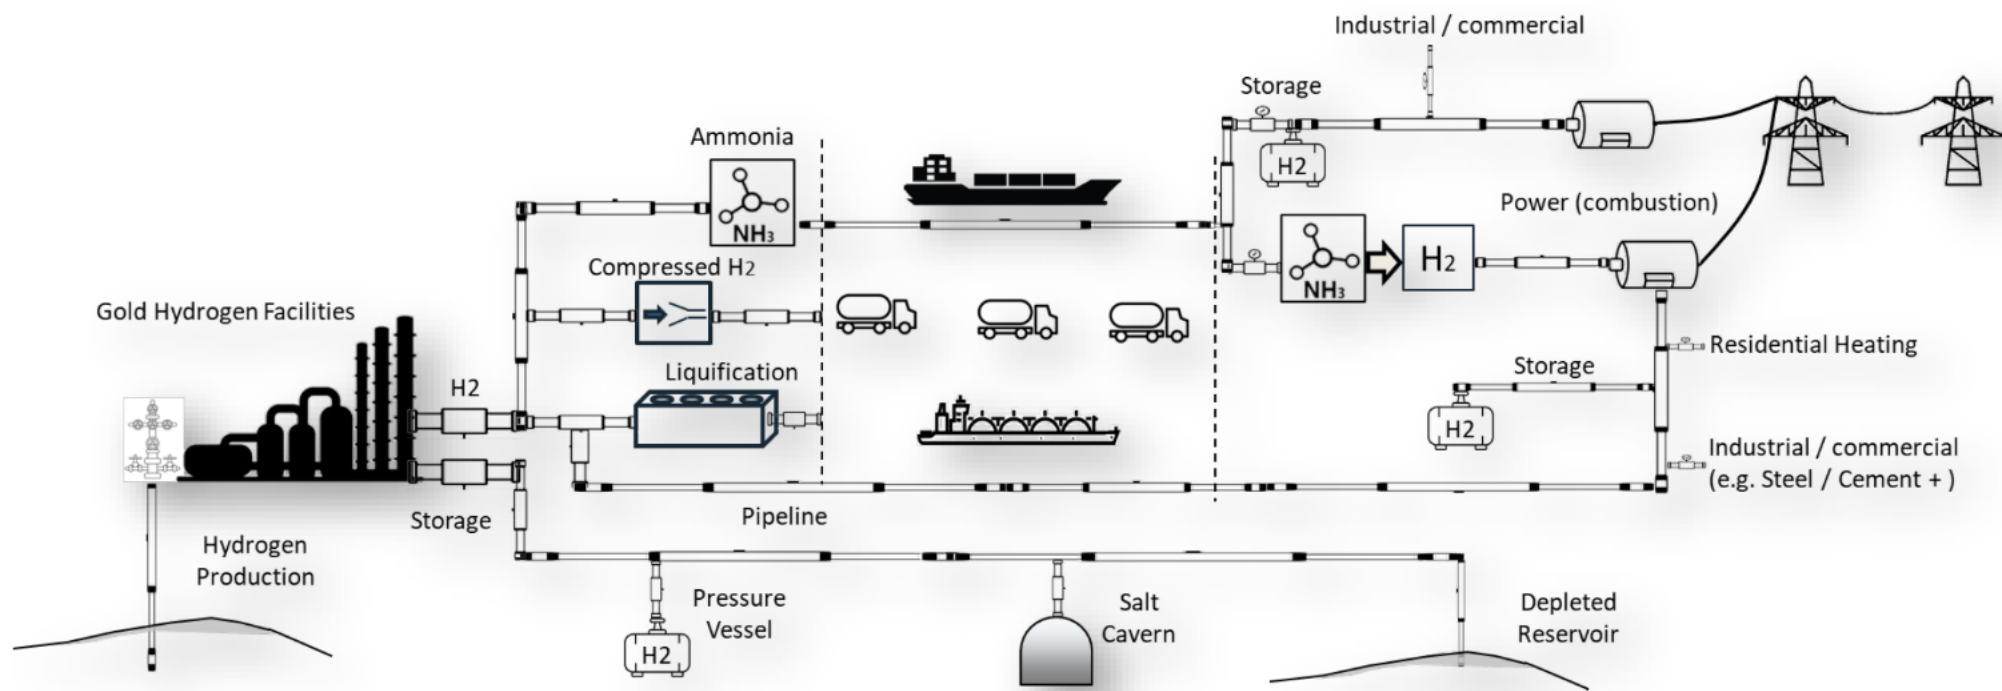 Industrial / commercial
Storage
H2
Ammonia
NH₃
Power (combustion)
Compressed H2
NH₃
H₂
Gold Hydrogen Facilities
Residential Heating
Liquification
Storage
H2
H2
Industrial / commercial
(e.g. Steel / Cement + )
Storage
Pipeline
Hydrogen
Production
Pressure
Vessel
H2
Salt
Cavern
Depleted
Reservoir